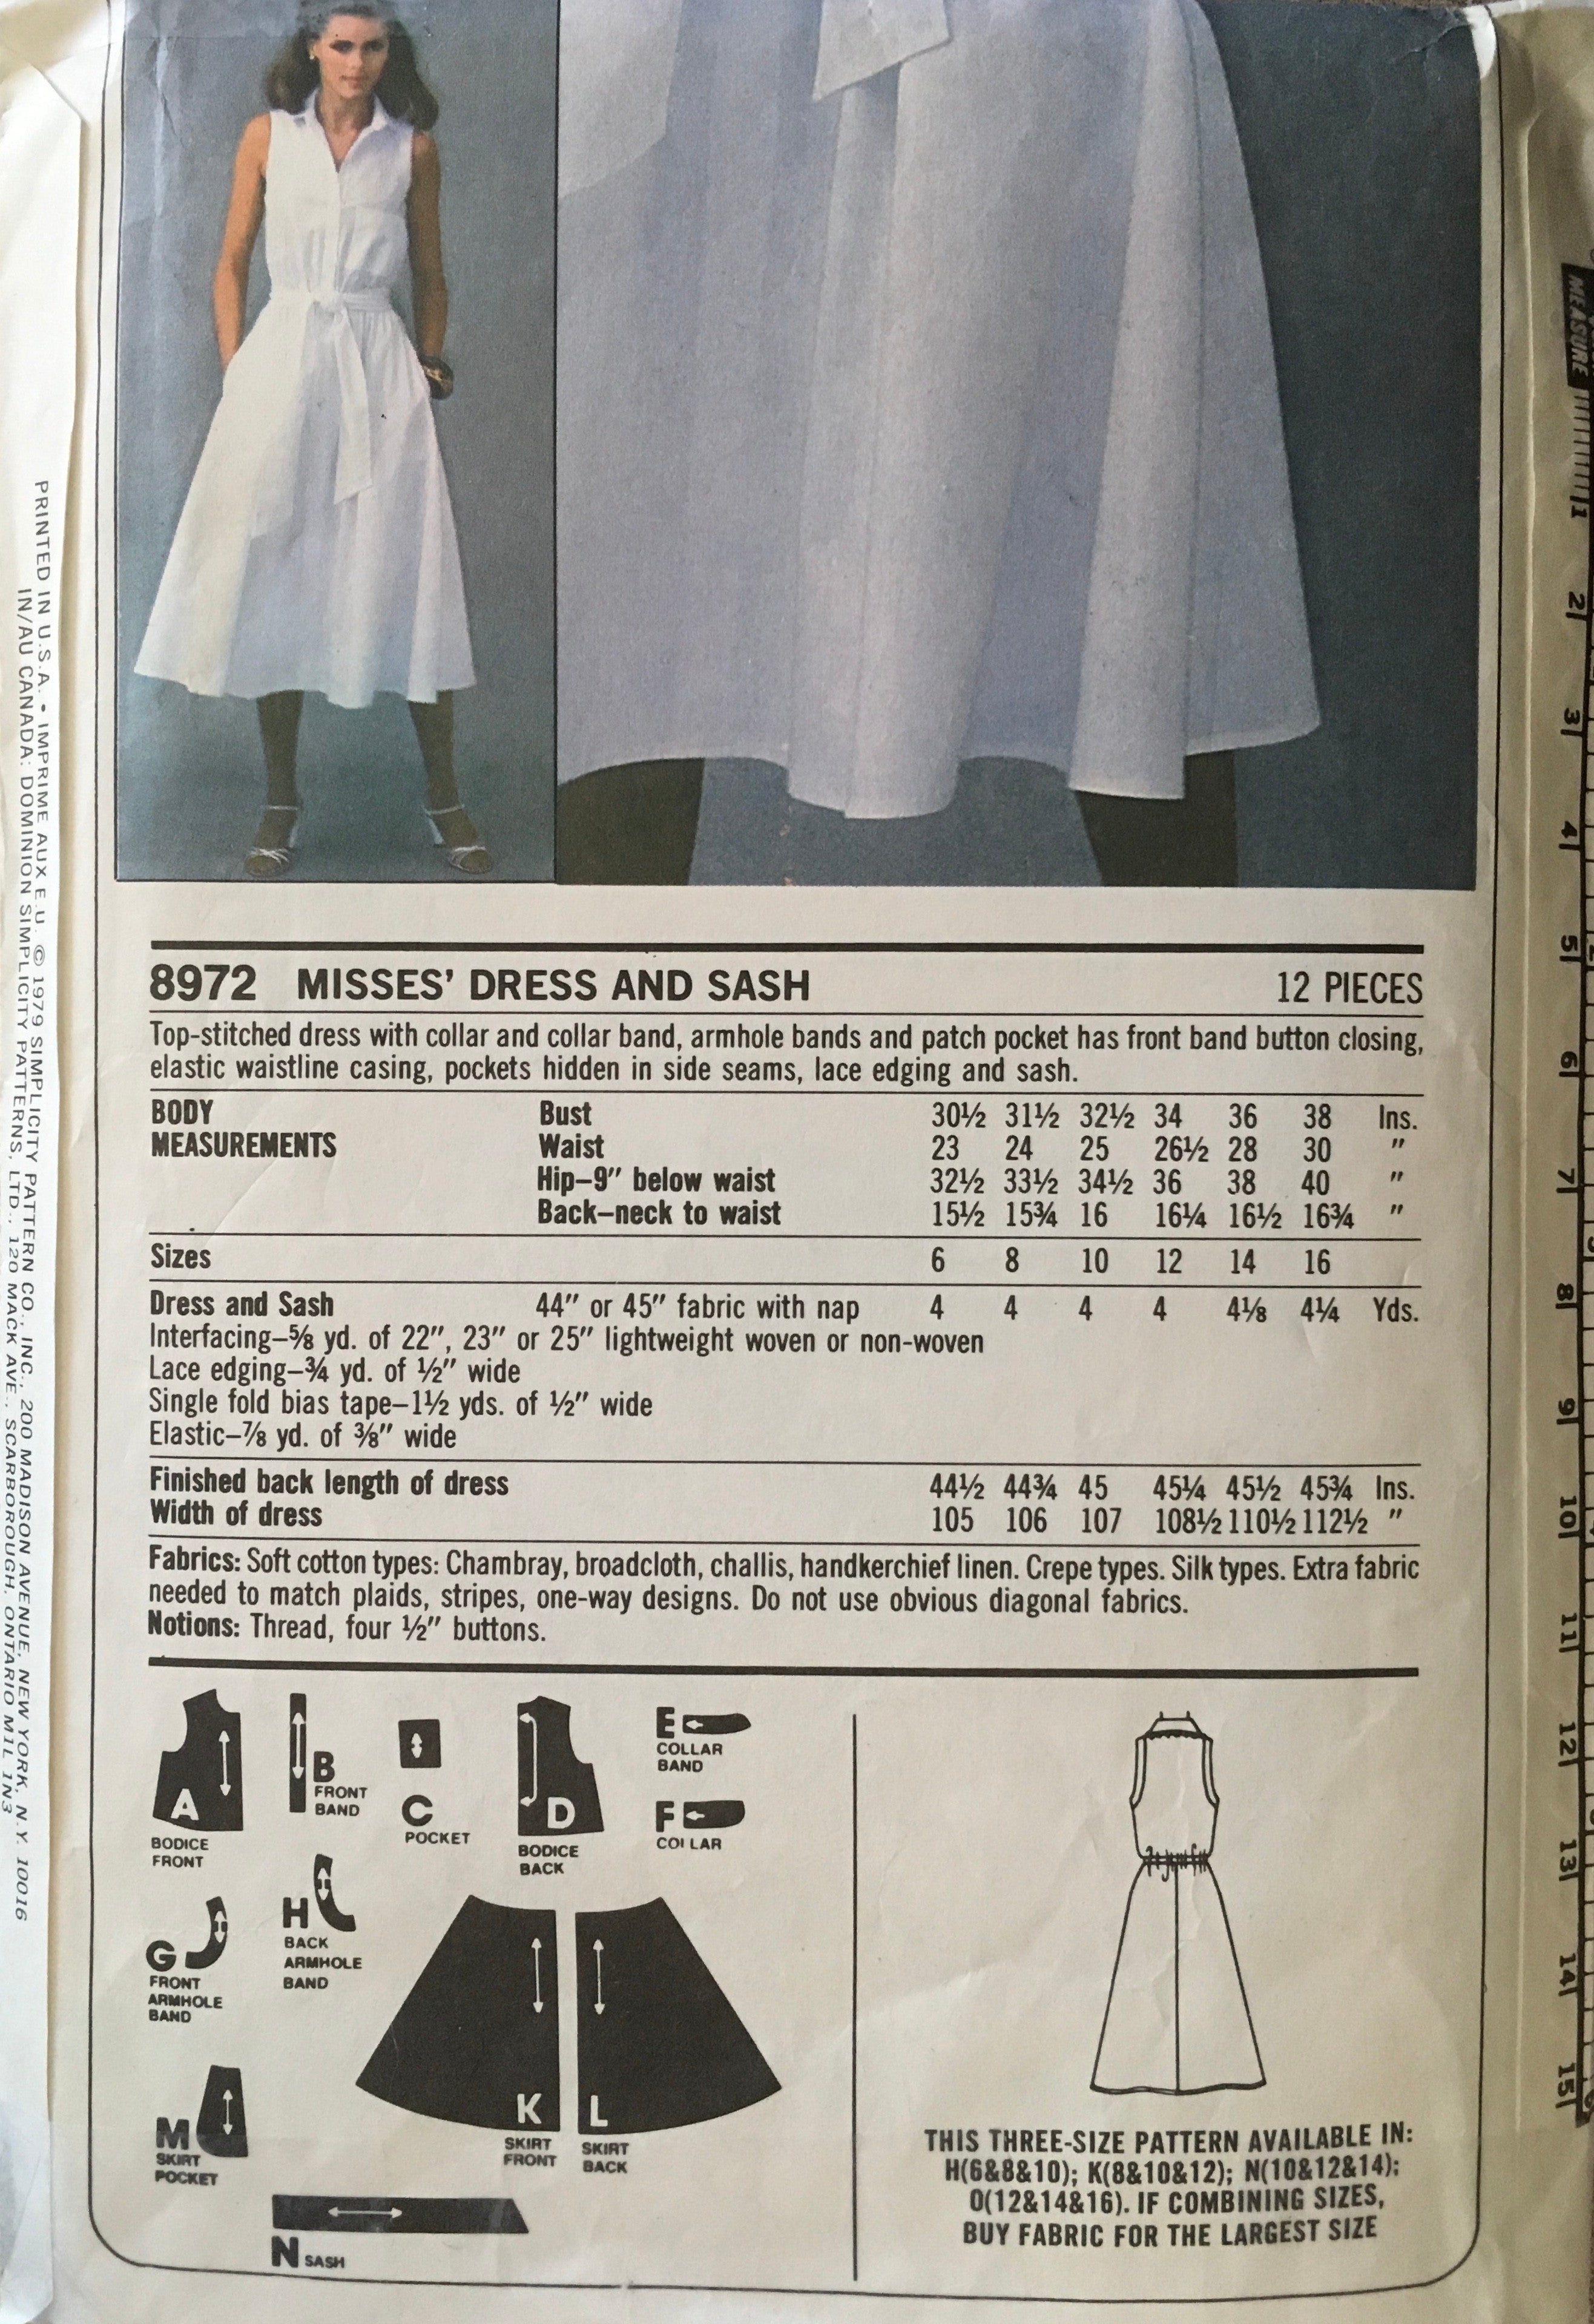 8972 MISSES' DRESS AND SASH 12 PIECES
Top-stitched dress with collar and collar band, armhole bands and patch pocket has front band button closing,
elastic waistline casing, pockets hidden in side seams, lace edging and sash.
BODY Bust 30½ 31½ 32½ 34 36 38 Ins.
MEASUREMENTS Waist 23 24 25 26½ 28 30 "
Hip–9" below waist 32½ 33½ 34½ 36 38 40 "
Back–neck to waist 15½ 15¾ 16 16¼ 16½ 16¾ "
Sizes 6 8 10 12 14 16
Dress and Sash 44" or 45" fabric with nap 4 4 4 4 4⅛ 4¼ Yds.
Interfacing–⅝ yd. of 22", 23" or 25" lightweight woven or non-woven
Lace edging–¾ yd. of ½" wide
Single fold bias tape–1½ yds. of ½" wide
Elastic–⅞ yd. of ⅜" wide
Finished back length of dress 44½ 44¾ 45 45¼ 45½ 45¾ Ins.
Width of dress 105 106 107 108½ 110½ 112½ "
Fabrics: Soft cotton types: Chambray, broadcloth, challis, handkerchief linen. Crepe types. Silk types. Extra fabric
needed to match plaids, stripes, one-way designs. Do not use obvious diagonal fabrics.
Notions: Thread, four ½" buttons.
A
BODICE
FRONT
B
FRONT
BAND
C
POCKET
D
BODICE
BACK
E
COLLAR
BAND
F
COLLAR
G
FRONT
ARMHOLE
BAND
H
BACK
ARMHOLE
BAND
K
SKIRT
FRONT
L
SKIRT
BACK
M
SKIRT
POCKET
N SASH
THIS THREE-SIZE PATTERN AVAILABLE IN:
H(6&8&10); K(8&10&12); N(10&12&14);
O(12&14&16). IF COMBINING SIZES,
BUY FABRIC FOR THE LARGEST SIZE
PRINTED IN U.S.A. • IMPRIME AUX E.U. © 1979 SIMPLICITY PATTERN CO., INC., 200 MADISON AVENUE, NEW YORK, N.Y. 10016
IN/AU CANADA: DOMINION SIMPLICITY PATTERNS, LTD., 120 MACK AVE., SCARBOROUGH, ONTARIO M1L 1N3
MEASURE
1
2
3
4
5
6
7
8
9
10
11
12
13
14
15